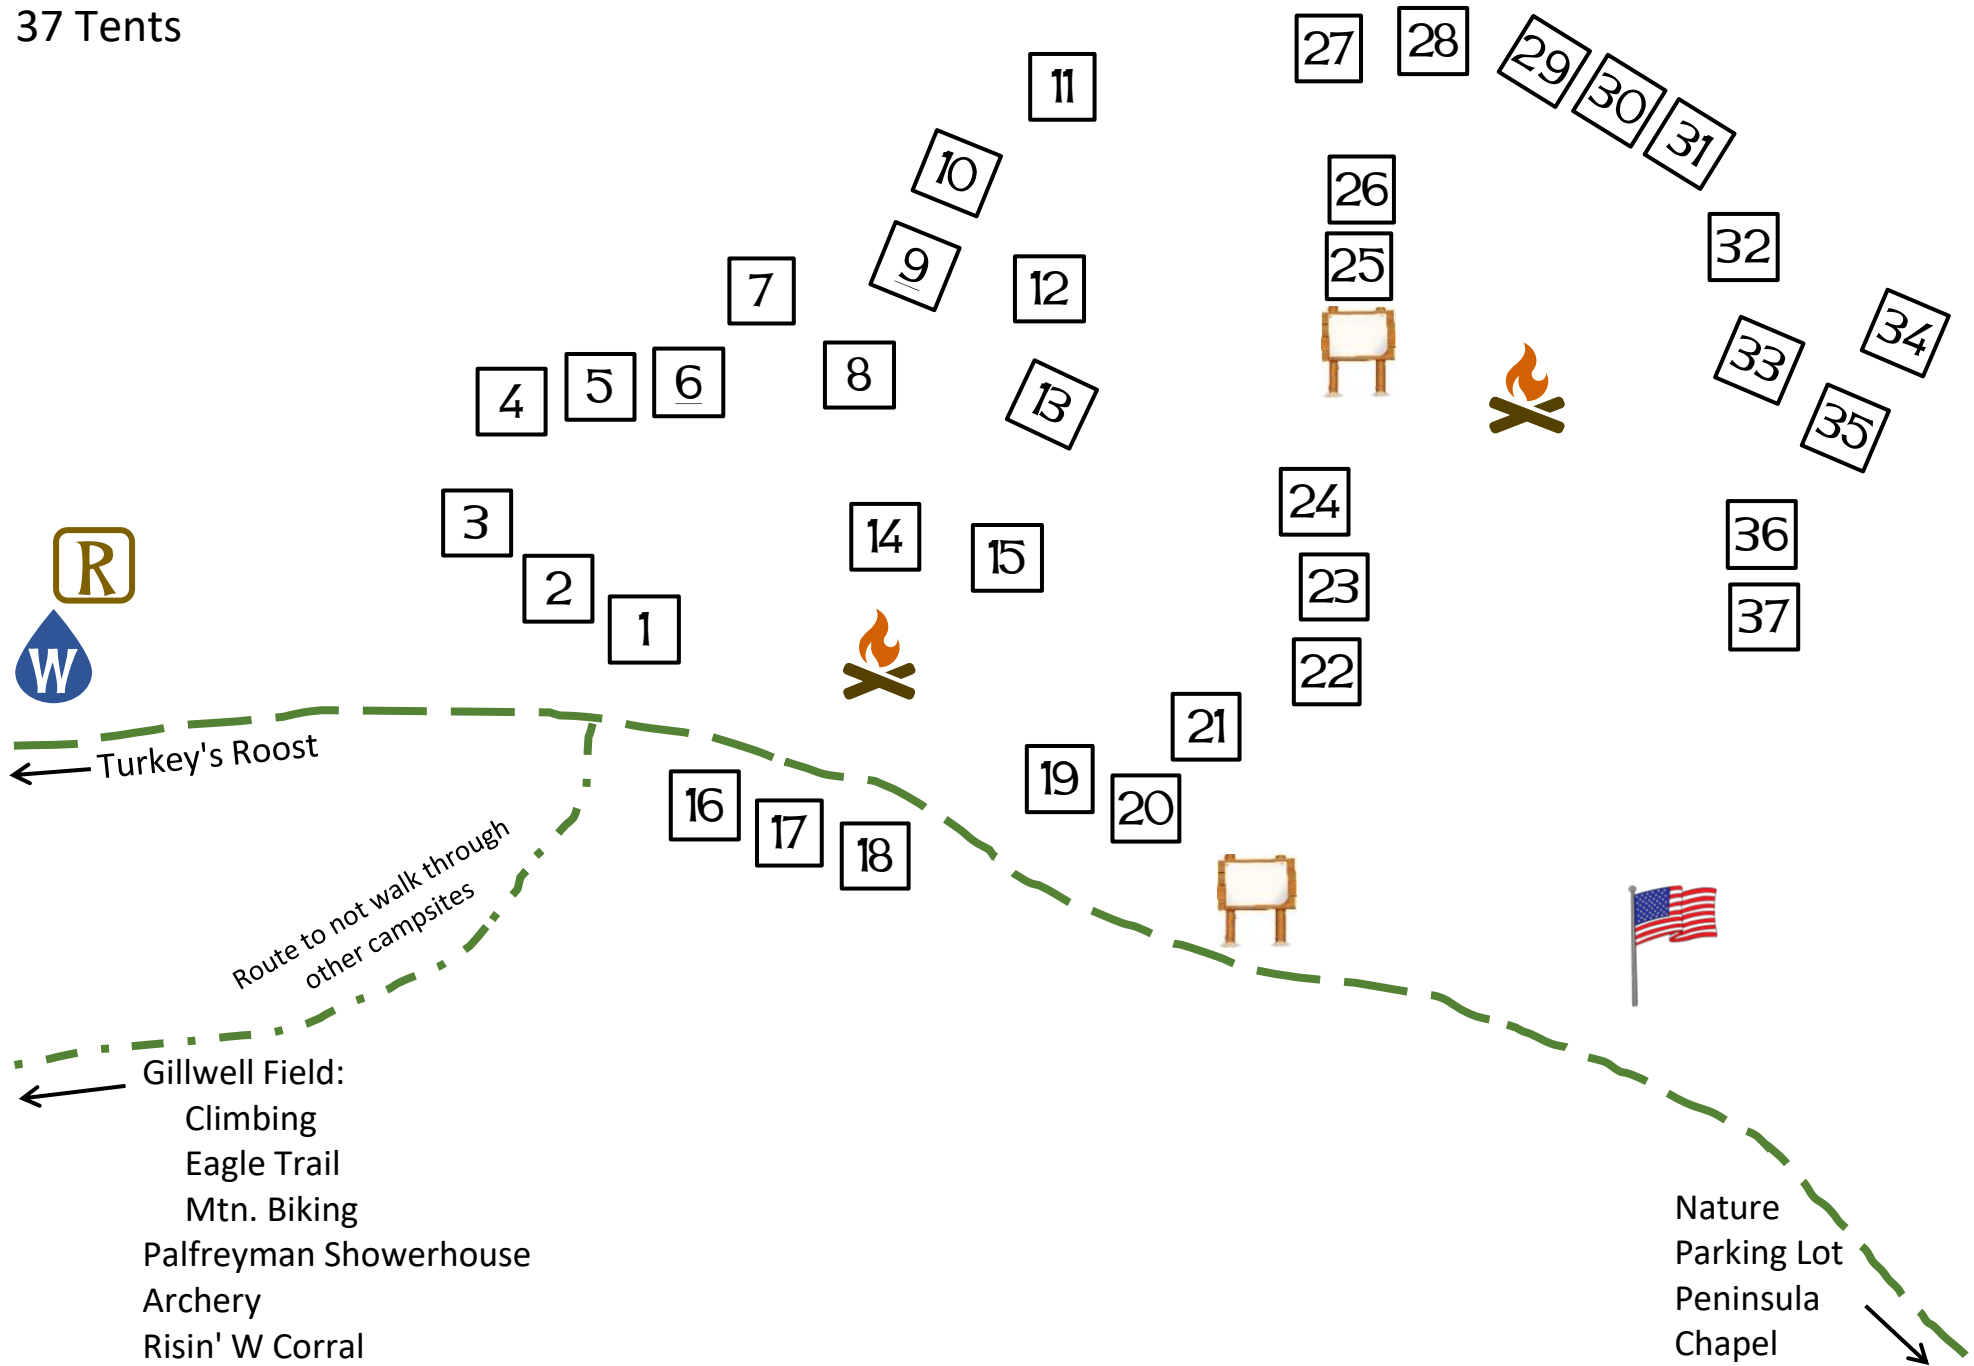 37 Tents
27
28
29
30
31
11
10
26
9
12
25
32
7
34
33
4
5
6
8
13
35
3
14
15
24
36
R
2
23
1
37
W
22
21
Turkey's Roost
16
17
18
19
20
Route to not walk through
other campsites
Gillwell Field:
Climbing
Eagle Trail
Mtn. Biking
Palfreyman Showerhouse
Archery
Risin' W Corral
Nature
Parking Lot
Peninsula
Chapel